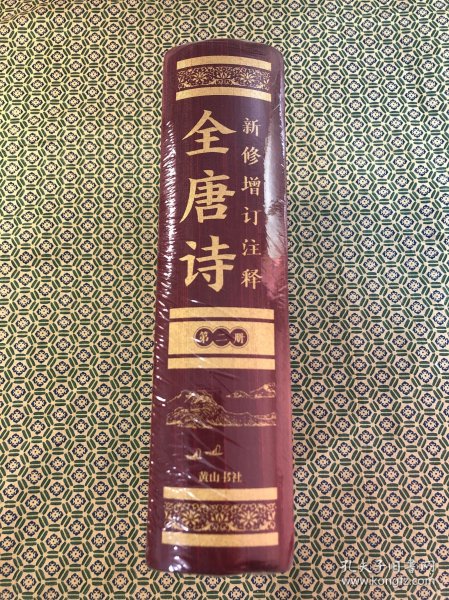 新修增订注释
全唐诗
第二册
黄山书社
孔夫子旧书网
www.kongfz.com